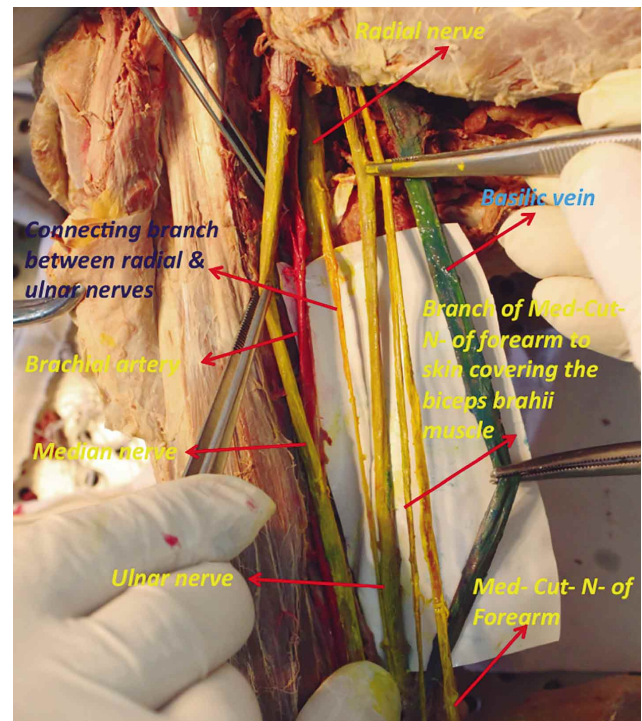 Radial nerve
Basilic vein
Connecting branch
between radial &
ulnar nerves
Branch of Med-Cut-
N- of forearm to
skin covering the
biceps brahii
muscle
Brachial artery
Median nerve
Ulnar nerve
Med- Cut- N- of
Forearm